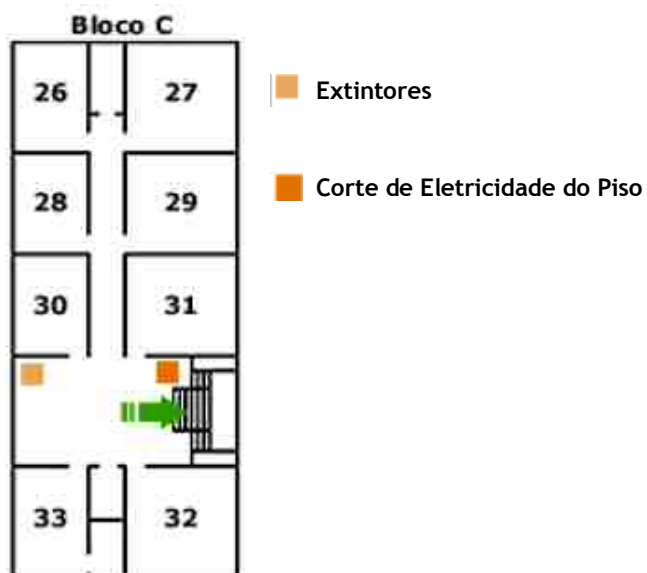 Bloco C
26 27
Extintores
28 29
Corte de Eletricidade do Piso
30 31
33 32